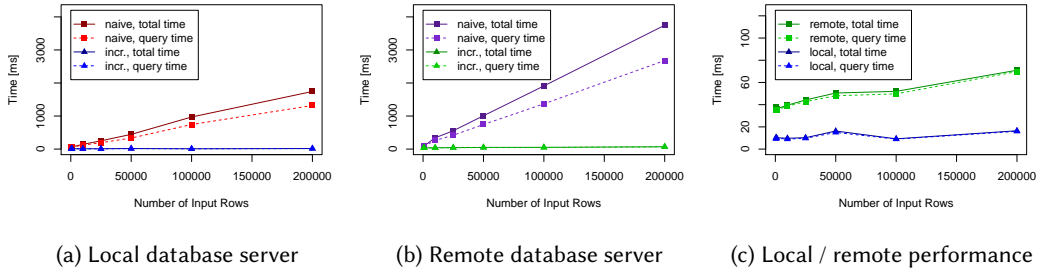 naive, total time
naive, query time
incr., total time
incr., query time
Time [ms]
0 1000 3000
0 50000 100000 150000 200000
Number of Input Rows
(a) Local database server
naive, total time
naive, query time
incr., total time
incr., query time
Time [ms]
0 1000 3000
0 50000 100000 150000 200000
Number of Input Rows
(b) Remote database server
remote, total time
remote, query time
local, total time
local, query time
Time [ms]
0 20 60 100
0 50000 100000 150000 200000
Number of Input Rows
(c) Local / remote performance